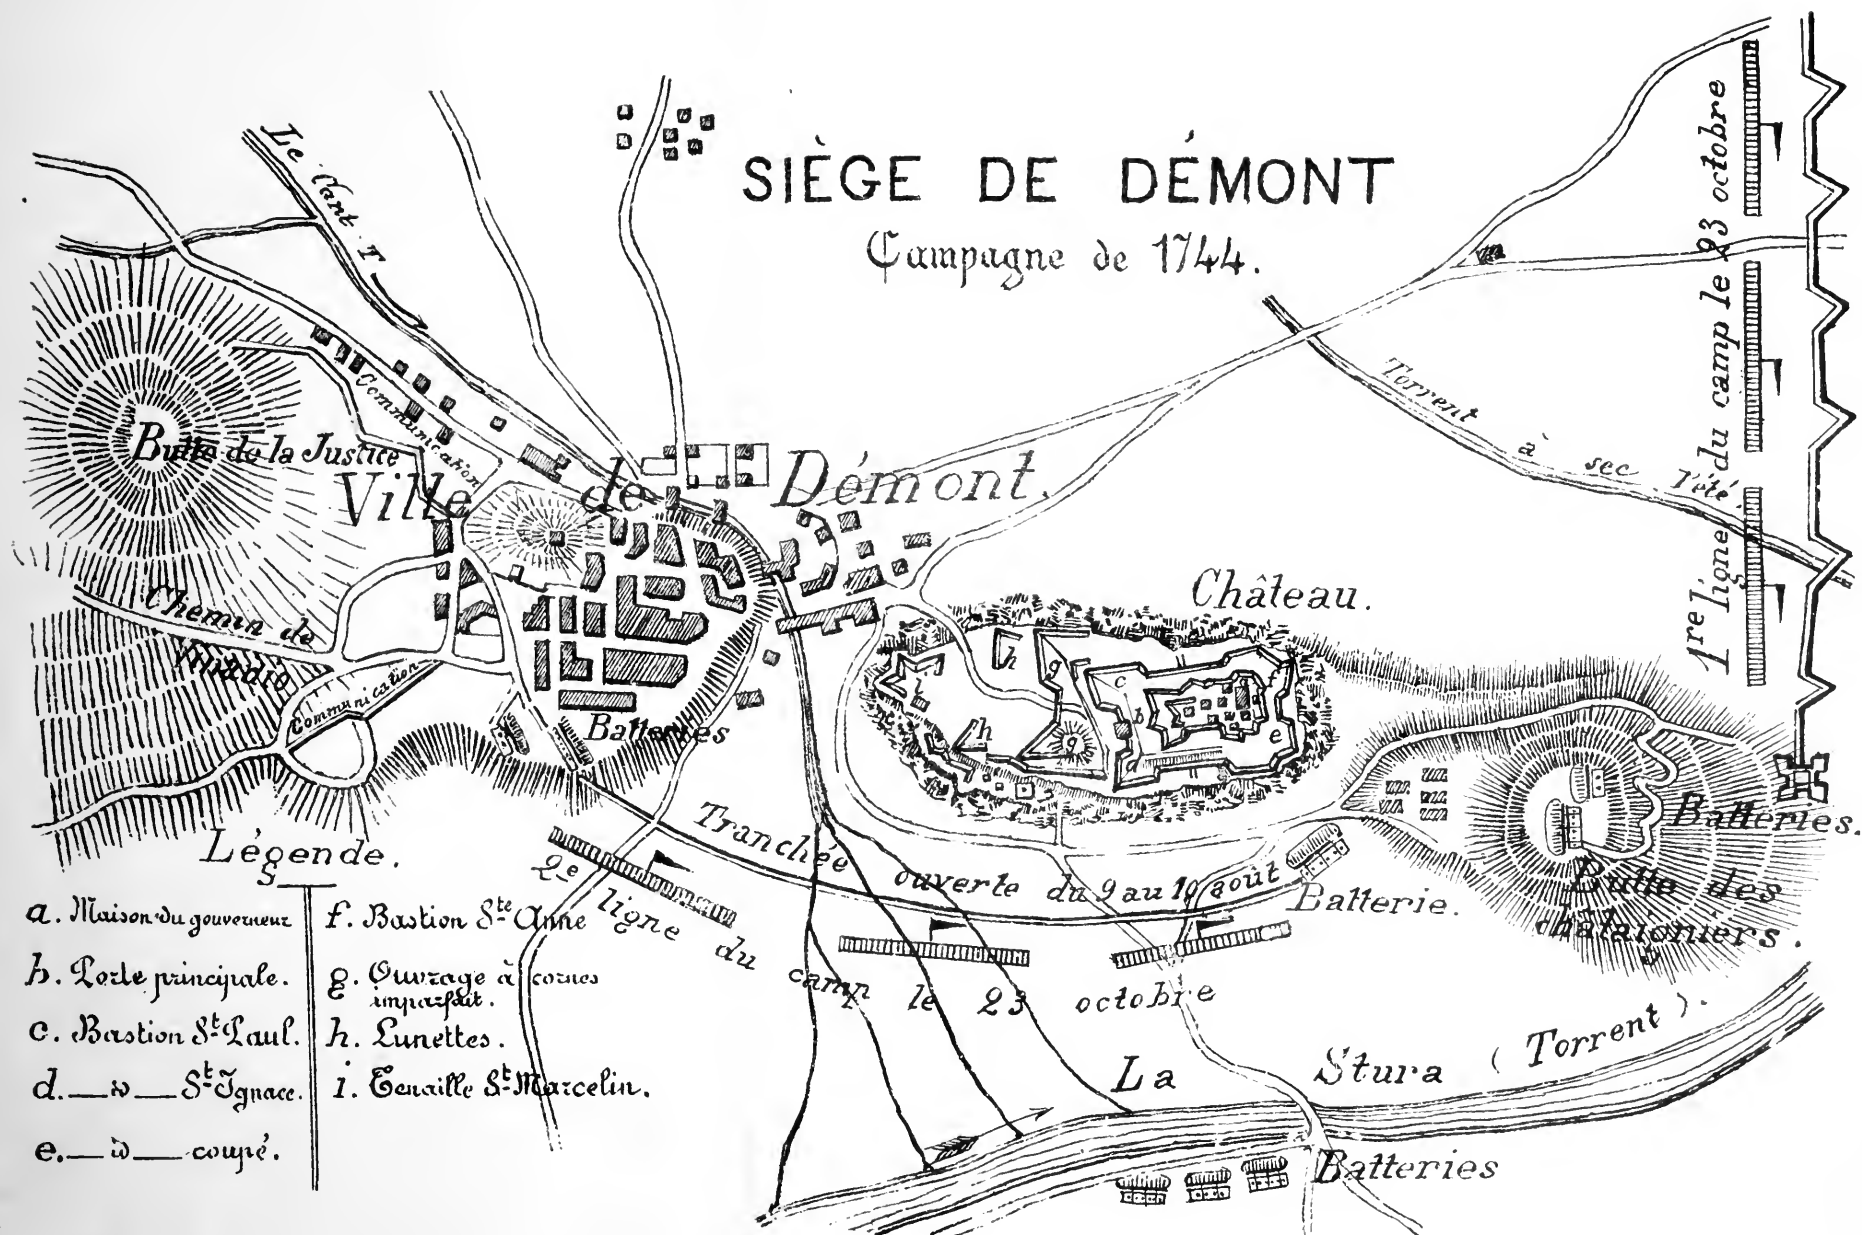 SIÈGE DE DÉMONT
Campagne de 1744.
Le Cant T.
Communication
Butte de la Justice
Ville de Démont.
Torrent à sec l'été
1re ligne du camp le 23 octobre
Château.
Chemin de
Communication
Batteries
h
g
i
c
f
b
h
g
e
Tranchée ouverte du 9 au 10 août
Batterie.
Batteries.
Butte des
châtaigniers.
2e ligne du camp le 23 octobre
La Stura (Torrent).
Batteries
Légende.
a. Maison du gouverneur
b. Porte principale.
c. Bastion St Paul.
d. — id — St Ignace.
e. — id — coupé.
f. Bastion Ste Anne
g. Ouvrage à cornes
imparfait.
h. Lunettes.
i. Tenaille St Marcelin.